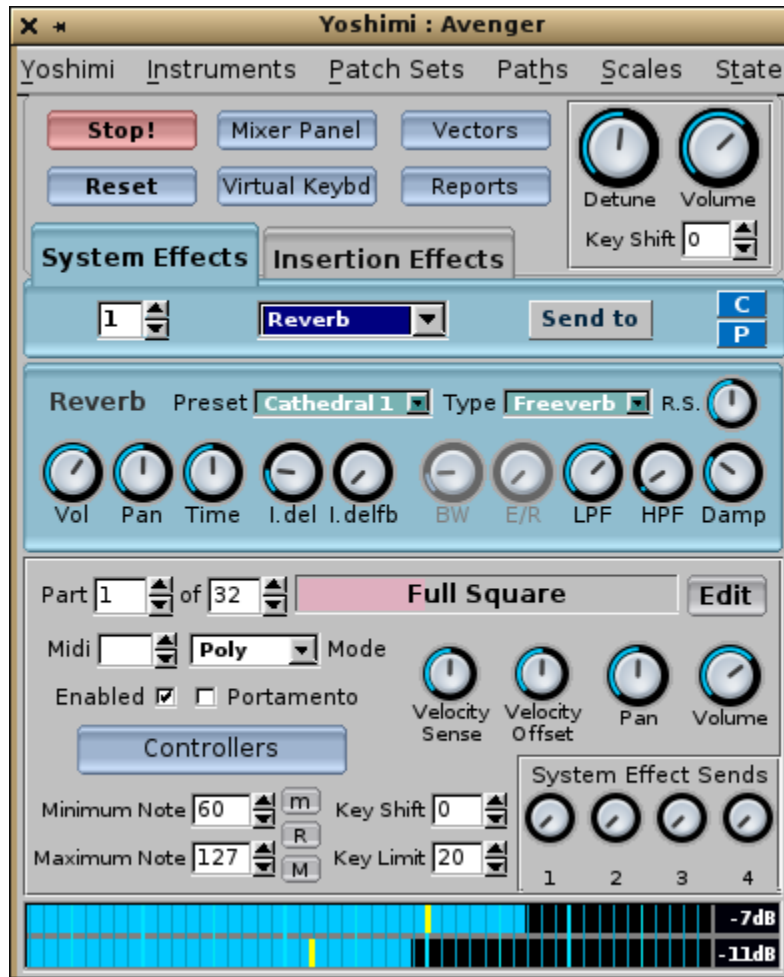 Yoshimi : Avenger
Yoshimi Instruments Patch Sets Paths Scales State
Stop! Mixer Panel Vectors
Reset Virtual Keybd Reports
Detune Volume
Key Shift 0
System Effects Insertion Effects
1 Reverb Send to C
P
Reverb Preset Cathedral 1 Type Freeverb R.S.
Vol Pan Time I.del I.delfb BW E/R LPF HPF Damp
Part 1 of 32 Full Square Edit
Midi Poly Mode
Enabled Portamento
Velocity Sense Velocity Offset Pan Volume
Controllers
System Effect Sends
Minimum Note 60 m Key Shift 0
R
Maximum Note 127 M Key Limit 20
1 2 3 4
-7dB
-11dB